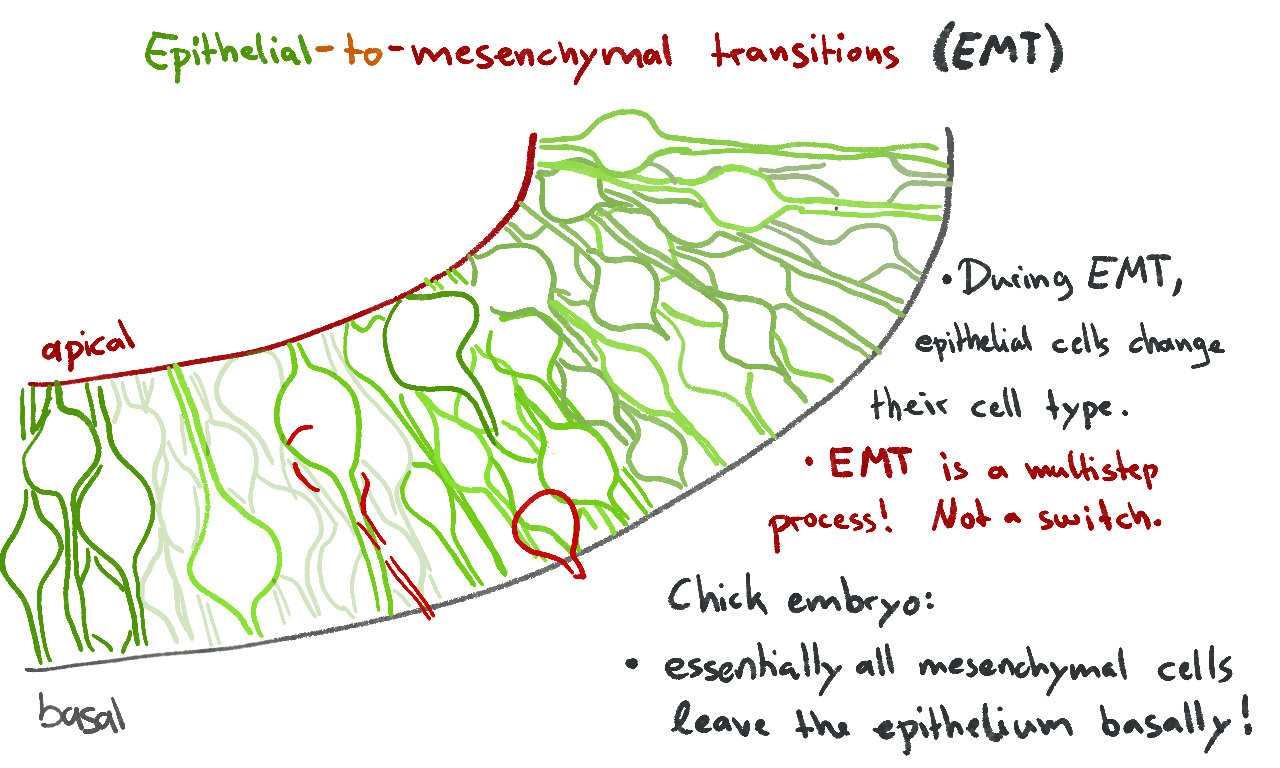 Epithelial-to-mesenchymal transitions (EMT)
apical
• During EMT,
epithelial cells change
their cell type.
• EMT is a multistep
process! Not a switch.
Chick embryo:
• essentially all mesenchymal cells
leave the epithelium basally!
basal